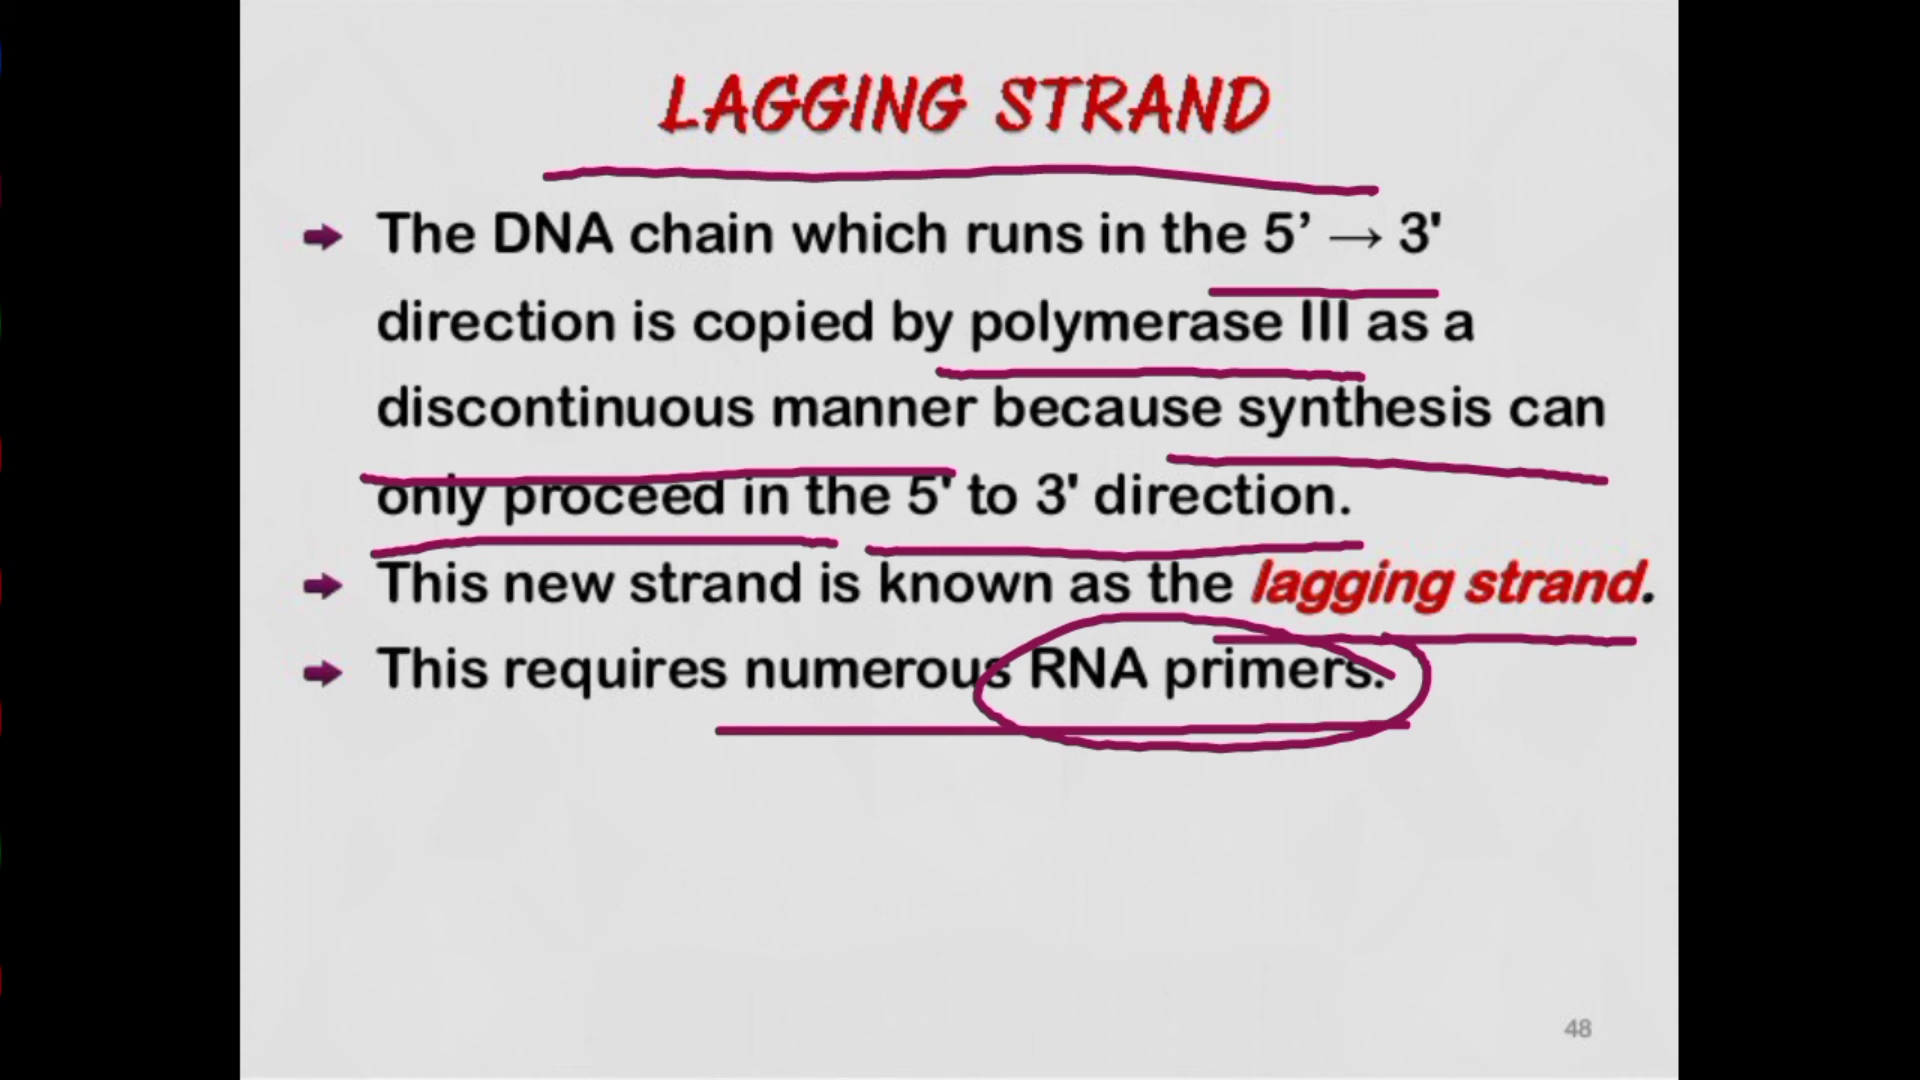 LAGGING STRAND
The DNA chain which runs in the 5’ → 3'
direction is copied by polymerase III as a
discontinuous manner because synthesis can
only proceed in the 5' to 3' direction.
This new strand is known as the lagging strand.
This requires numerous RNA primers.
48